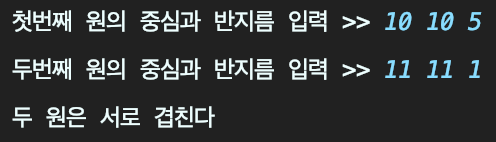 첫번째 원의 중심과 반지름 입력 >> 10 10 5
두번째 원의 중심과 반지름 입력 >> 11 11 1
두 원은 서로 겹친다